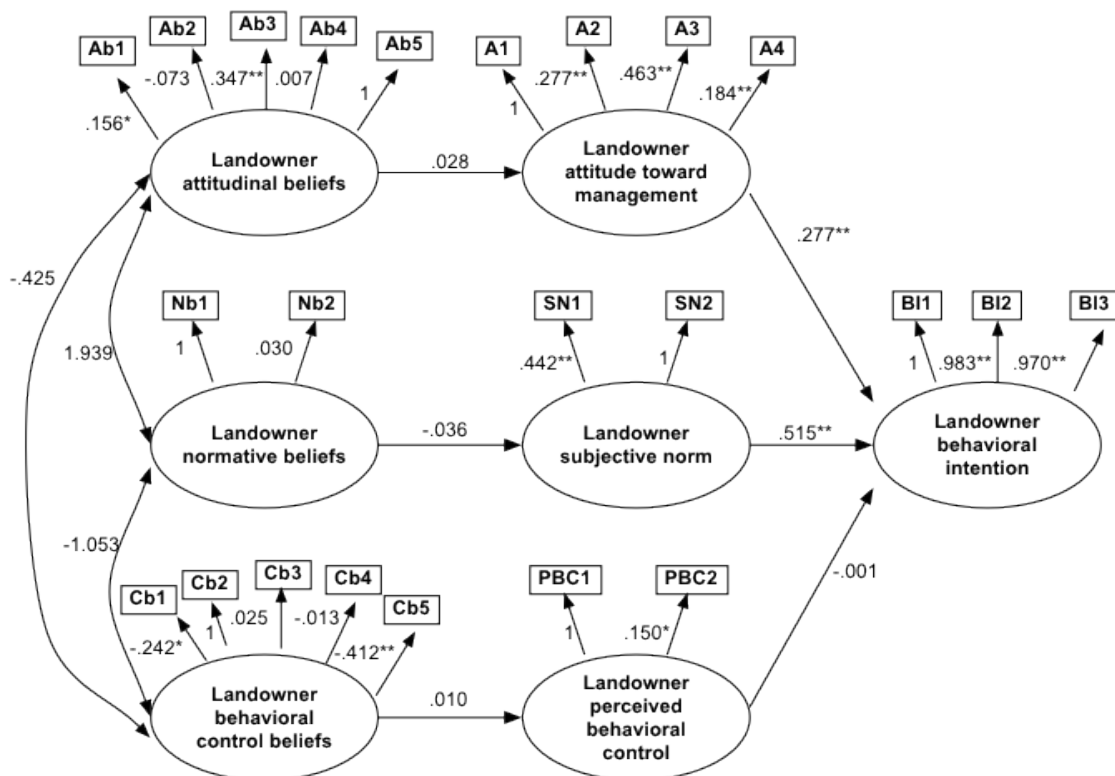 Ab1 Ab2 Ab3 Ab4 Ab5
.156* -.073 .347** .007 1
Landowner
attitudinal beliefs
.028
A1 A2 A3 A4
1 .277** .463** .184**
Landowner
attitude toward
management
.277**
-.425
1.939
Nb1 Nb2
1 .030
Landowner
normative beliefs
-.036
SN1 SN2
.442** 1
Landowner
subjective norm
.515**
BI1 BI2 BI3
1 .983** .970**
Landowner
behavioral
intention
-1.053
Cb1 Cb2 Cb3 Cb4 Cb5
-.242* 1 .025 -.013 -.412**
Landowner
behavioral
control beliefs
.010
PBC1 PBC2
1 .150*
Landowner
perceived
behavioral
control
-.001